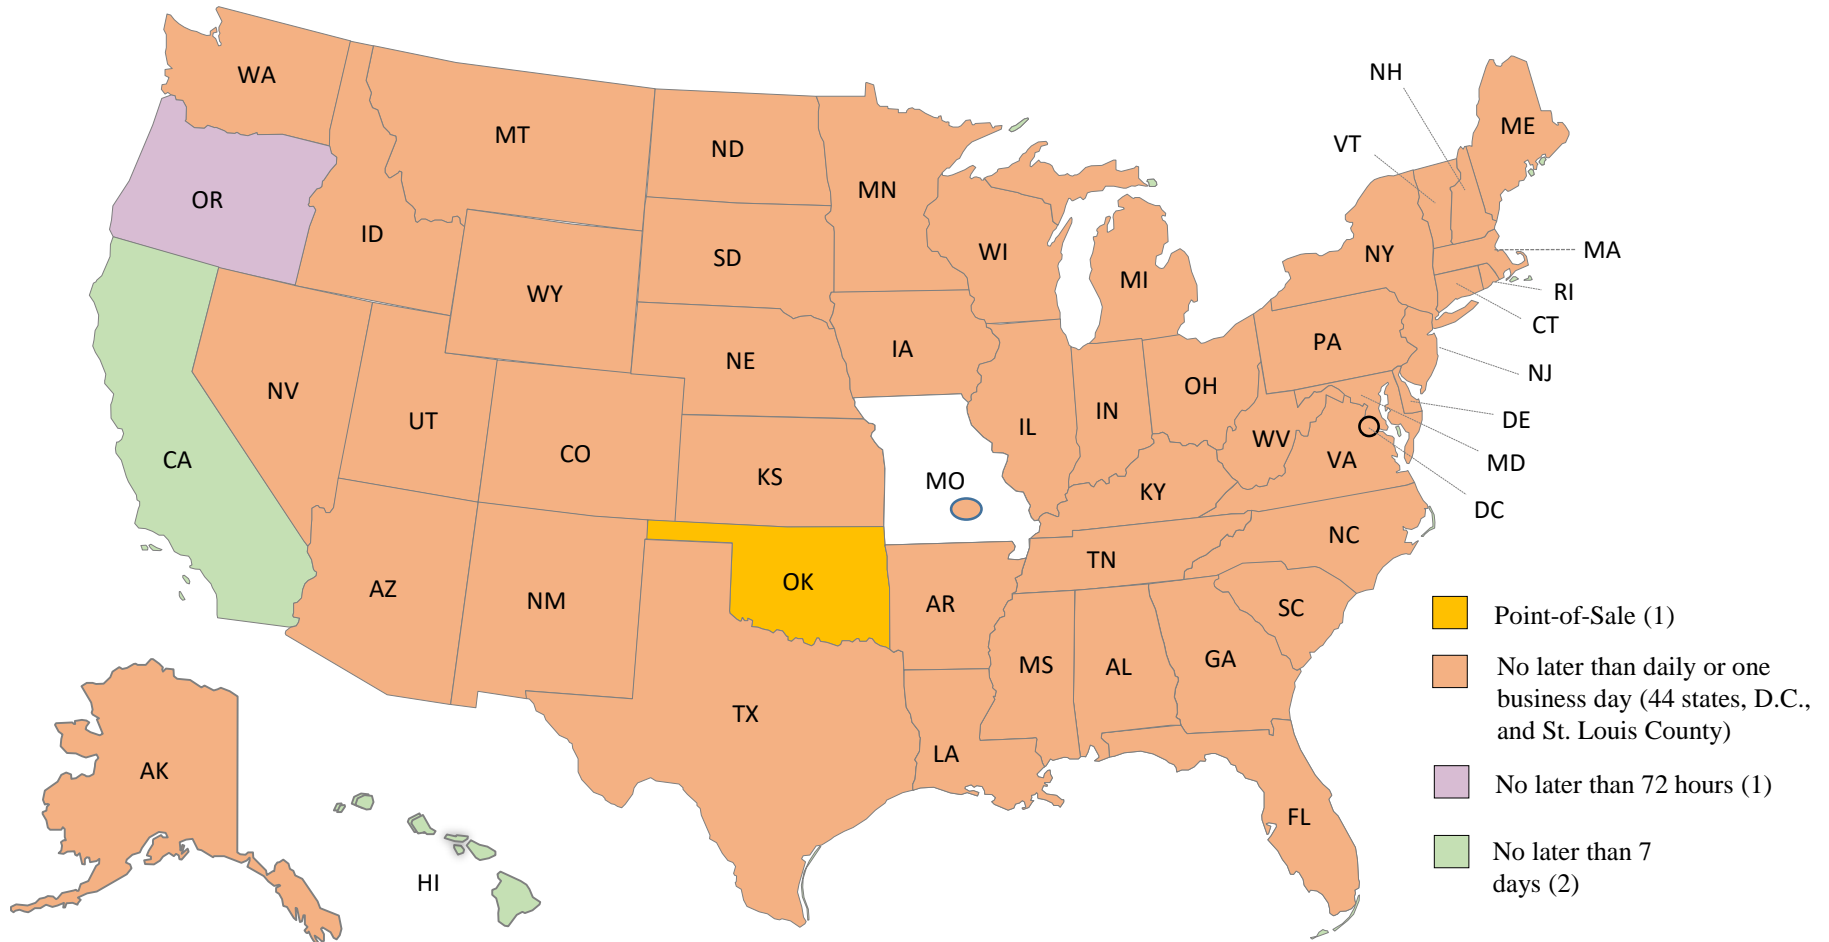 WA
MT
ND
MN
OR
ID
WY
SD
WI
MI
NY
VT
NH
ME
MA
RI
CT
NJ
DE
MD
DC
PA
OH
IN
IL
IA
NE
NV
UT
CO
KS
MO
CA
KY
WV
VA
NC
TN
AZ
NM
OK
AR
SC
GA
AL
MS
LA
TX
FL
AK
HI
Point-of-Sale (1)
No later than daily or one
business day (44 states, D.C.,
and St. Louis County)
No later than 72 hours (1)
No later than 7
days (2)